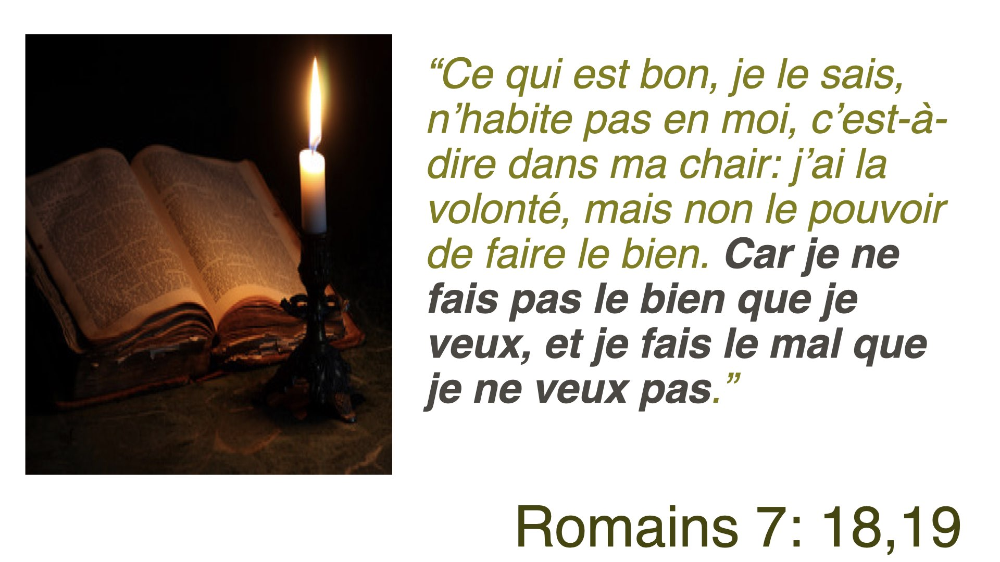 “Ce qui est bon, je le sais,
n’habite pas en moi, c’est-à-
dire dans ma chair: j’ai la
volonté, mais non le pouvoir
de faire le bien. Car je ne
fais pas le bien que je
veux, et je fais le mal que
je ne veux pas.”
Romains 7: 18,19